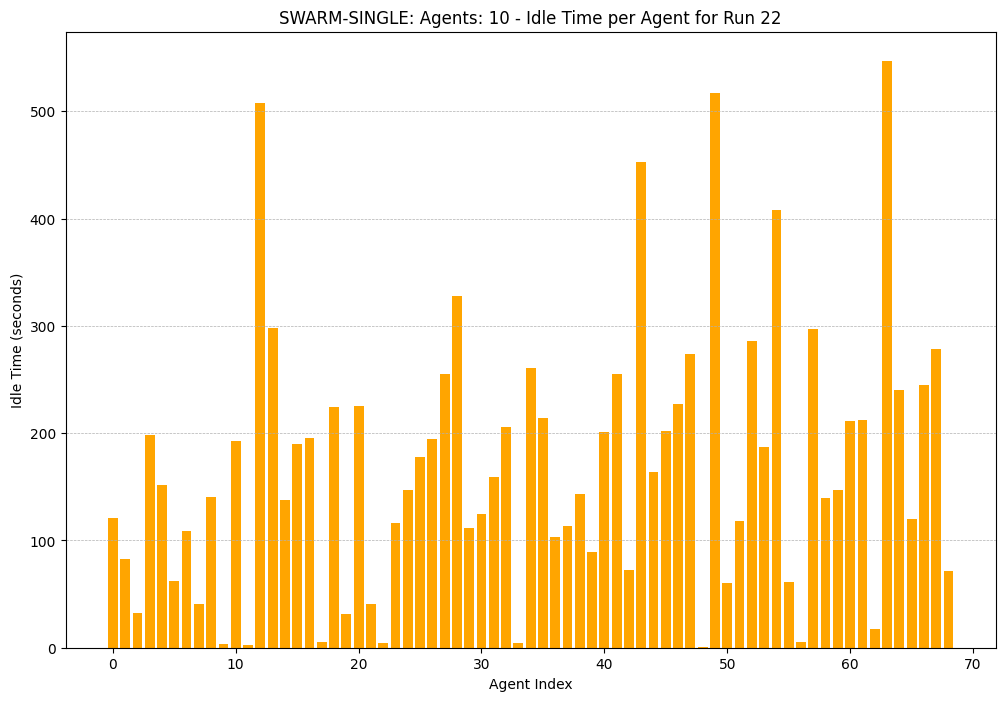 SWARM-SINGLE: Agents: 10 - Idle Time per Agent for Run 22
Idle Time (seconds)
500
400
300
200
100
0
0 10 20 30 40 50 60 70
Agent Index